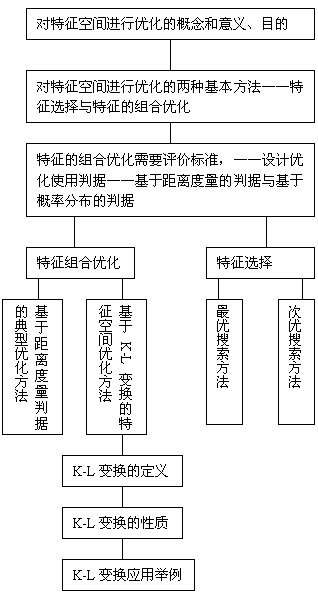 对特征空间进行优化的概念和意义、目的
对特征空间进行优化的两种基本方法——特
征选择与特征的组合优化
特征的组合优化需要评价标准，——设计优
化使用判据——基于距离度量的判据与基于
概率分布的判据
特征组合优化
特征选择
基于距离度量判据
的典型优化方法
基于 K-L 变换的特
征空间优化方法
最优搜索方法
次优搜索方法
K-L 变换的定义
K-L 变换的性质
K-L 变换应用举例